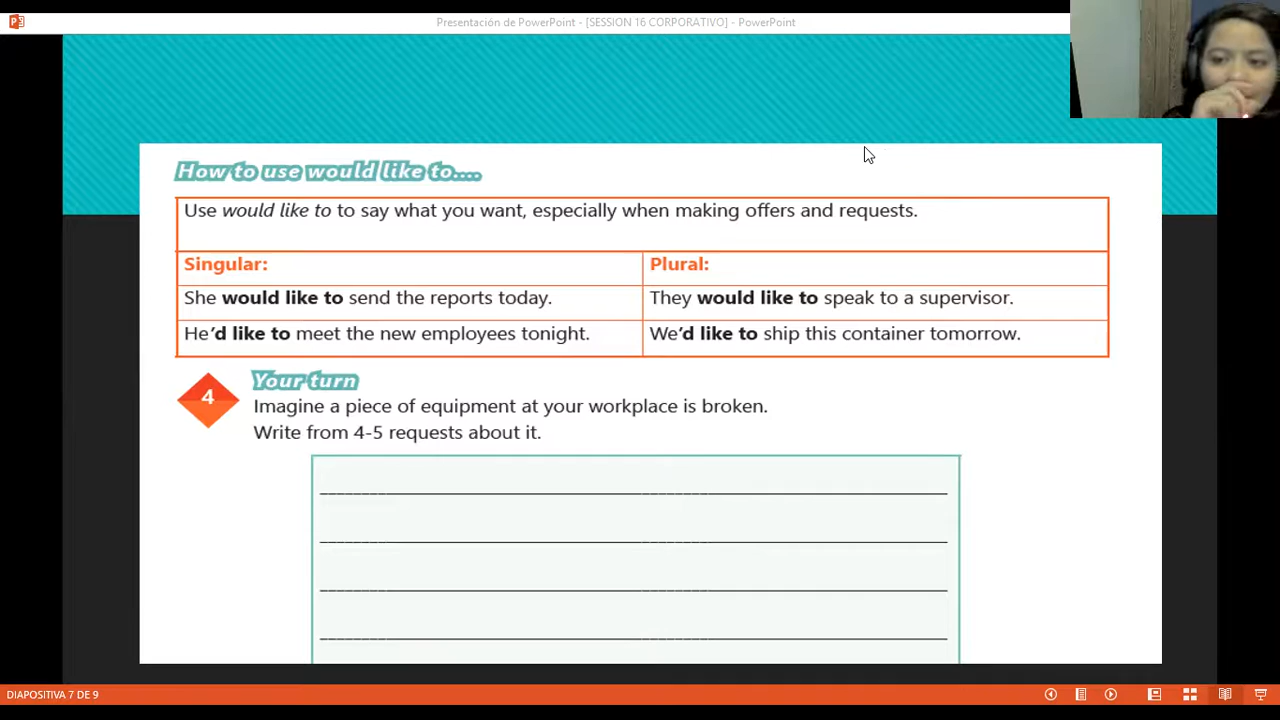 Presentación de PowerPoint - [SESSION 16 CORPORATIVO] - PowerPoint
How to use would like to....
Use would like to to say what you want, especially when making offers and requests.
Singular:
Plural:
She would like to send the reports today.
They would like to speak to a supervisor.
He'd like to meet the new employees tonight.
We'd like to ship this container tomorrow.
4
Your turn
Imagine a piece of equipment at your workplace is broken.
Write from 4-5 requests about it.
DIAPOSITIVA 7 DE 9